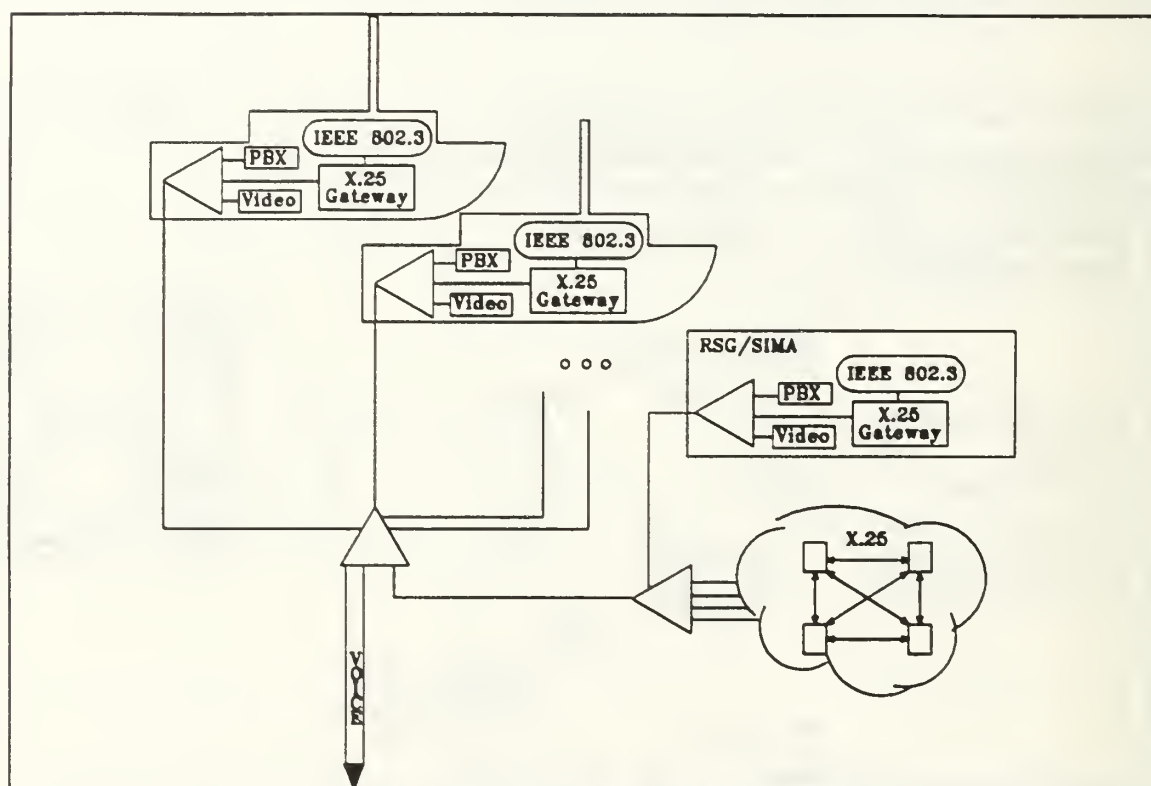 IEEE 802.3
PBX
X.25
Gateway
Video
IEEE 802.3
PBX
X.25
Gateway
Video
RSG/SIMA
IEEE 802.3
PBX
X.25
Gateway
Video
X.25
VOICE